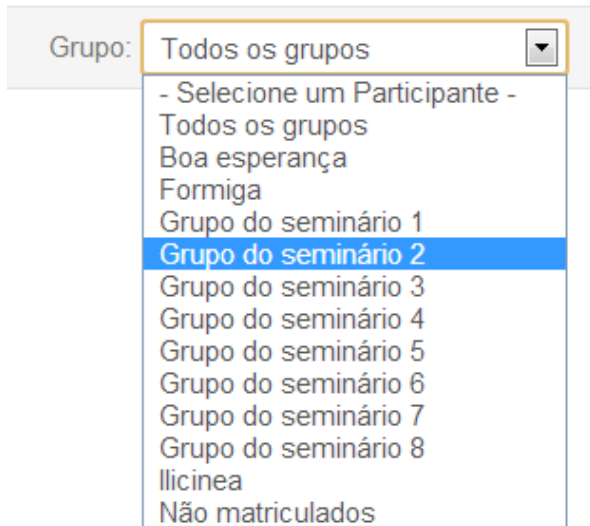 Grupo: Todos os grupos
- Selecione um Participante -
Todos os grupos
Boa esperança
Formiga
Grupo do seminário 1
Grupo do seminário 2
Grupo do seminário 3
Grupo do seminário 4
Grupo do seminário 5
Grupo do seminário 6
Grupo do seminário 7
Grupo do seminário 8
Ilicinea
Não matriculados